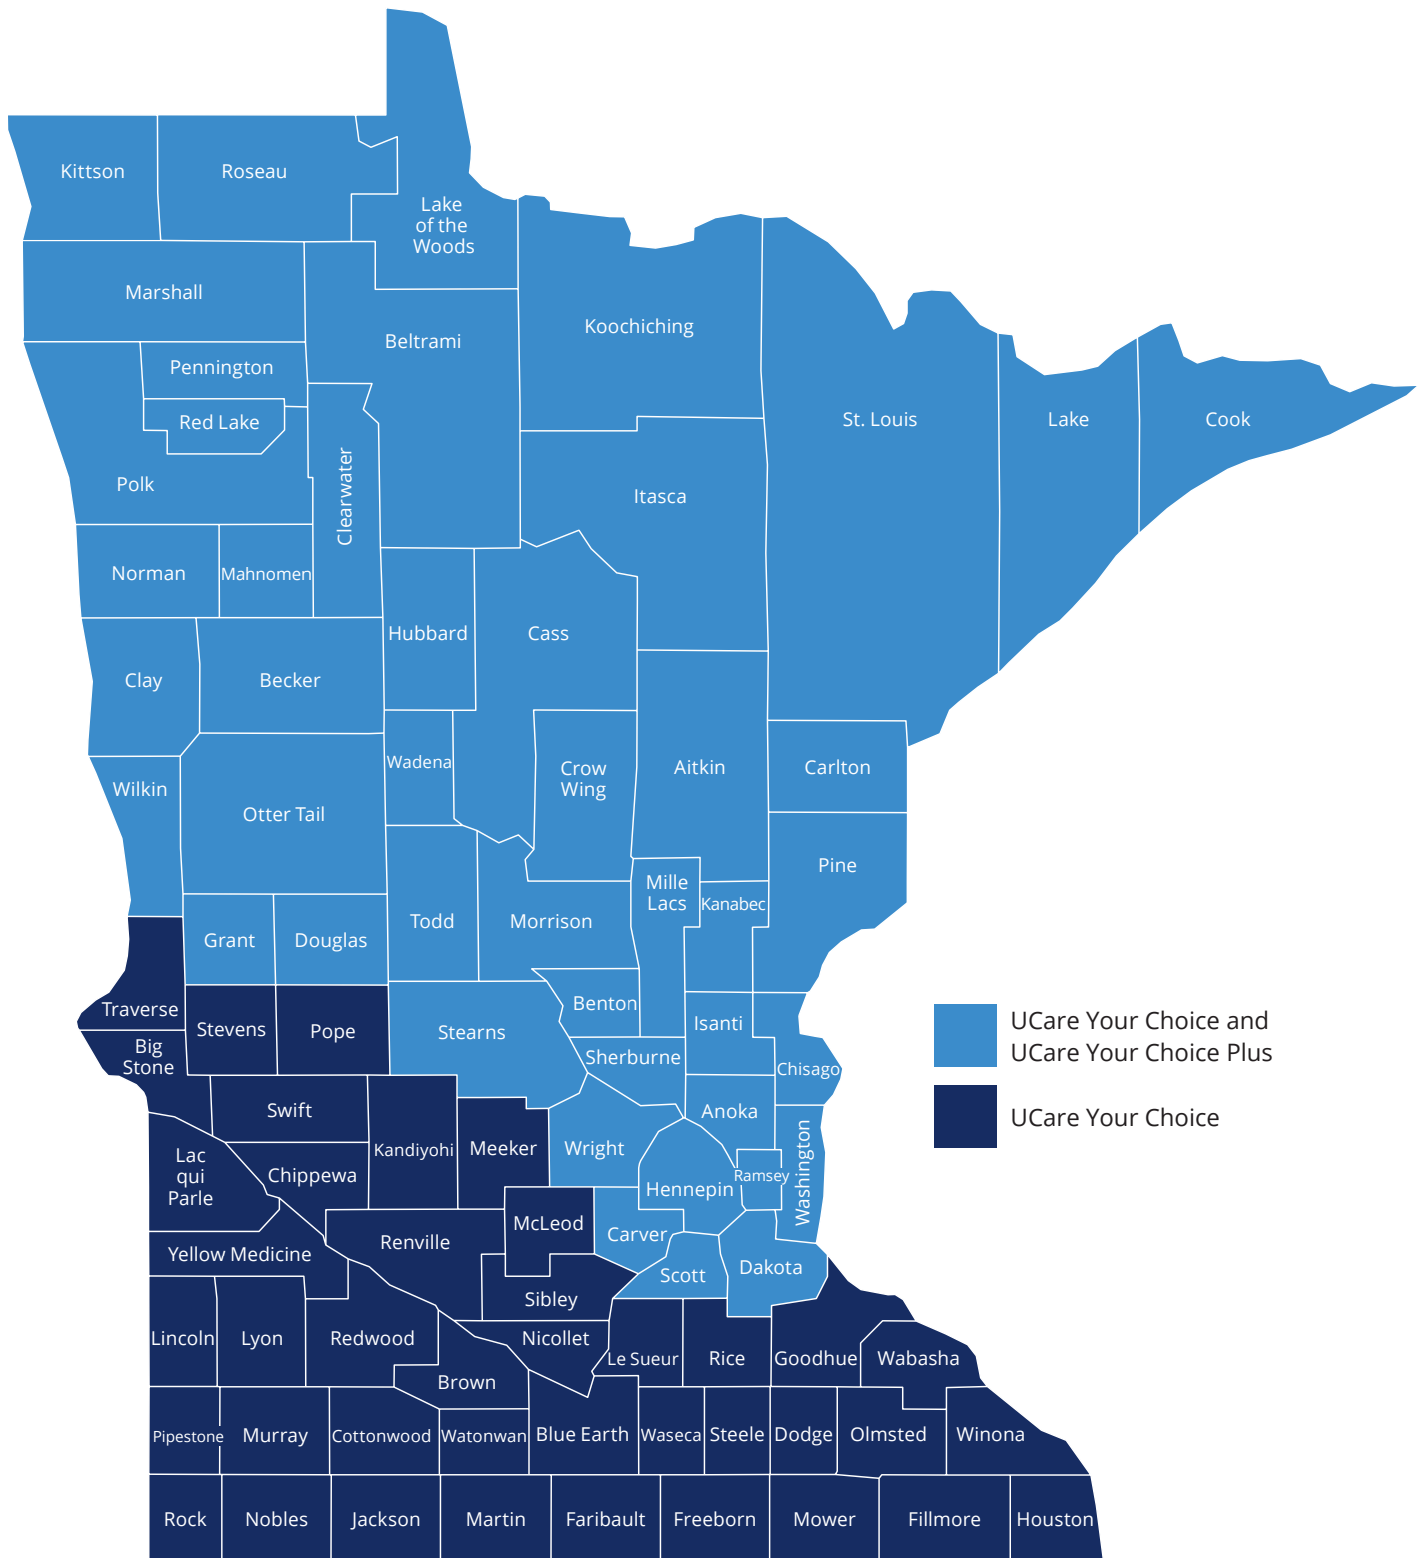 Kittson
Roseau
Lake
of the
Woods
Marshall
Koochiching
Beltrami
Pennington
Red Lake
St. Louis
Lake
Cook
Polk
Clearwater
Itasca
Norman
Mahnomen
Hubbard
Cass
Clay
Becker
Wadena
Crow
Wing
Aitkin
Carlton
Wilkin
Otter Tail
Pine
Mille
Lacs
Kanabec
Todd
Morrison
Grant
Douglas
Traverse
Stevens
Pope
Stearns
Benton
Isanti
UCare Your Choice and
UCare Your Choice Plus
Big
Stone
Sherburne
Chisago
Swift
Anoka
UCare Your Choice
Lac
qui
Parle
Chippewa
Kandiyohi
Meeker
Wright
Hennepin
Ramsey
Washington
McLeod
Carver
Yellow Medicine
Renville
Scott
Dakota
Sibley
Lincoln
Lyon
Redwood
Nicollet
Le Sueur
Rice
Goodhue
Wabasha
Brown
Pipestone
Murray
Cottonwood
Watonwan
Blue Earth
Waseca
Steele
Dodge
Olmsted
Winona
Rock
Nobles
Jackson
Martin
Faribault
Freeborn
Mower
Fillmore
Houston